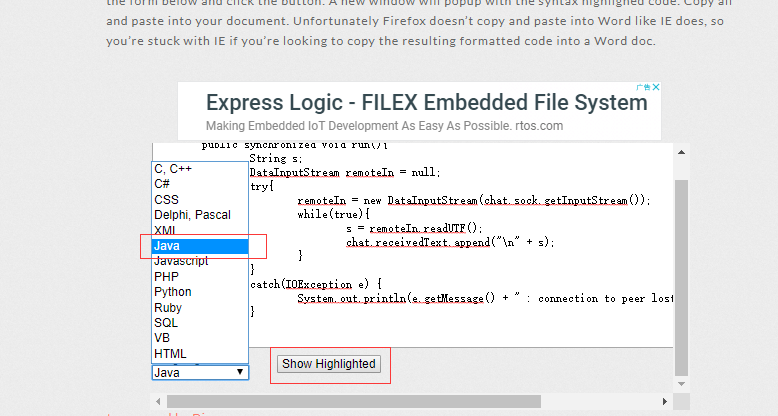 the form below and click the button. A new window will popup with the syntax highlighted code. Copy all
and paste into your document. Unfortunately Firefox doesn't copy and paste into Word like IE does, so
you're stuck with IE if you're looking to copy the resulting formatted code into a Word doc.
广告
Express Logic - FILEX Embedded File System
Making Embedded IoT Development As Easy As Possible. rtos.com
public synchronized void run(){
String s;
DataInputStream remoteIn = null;
try{
remoteIn = new DataInputStream(chat.sock.getInputStream());
while(true){
s = remoteIn.readUTF();
chat.receivedText.append("\n" + s);
}
}
catch(IOException e) {
System.out.println(e.getMessage() + " : connection to peer lost
}
C, C++
C#
CSS
Delphi, Pascal
XML
Java
Javascript
PHP
Python
Ruby
SQL
VB
HTML
Java
Show Highlighted